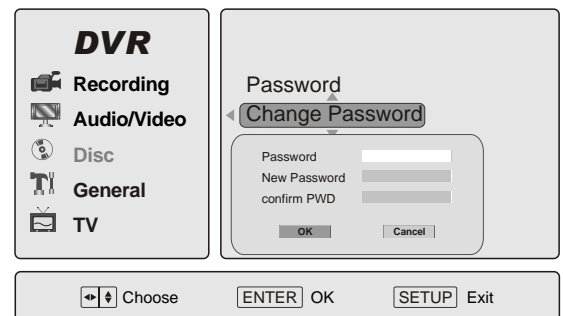 DVR
Recording
Audio/Video
Disc
General
TV
Password
Change Password
Password
New Password
confirm PWD
OK Cancel
Choose ENTER OK SETUP Exit